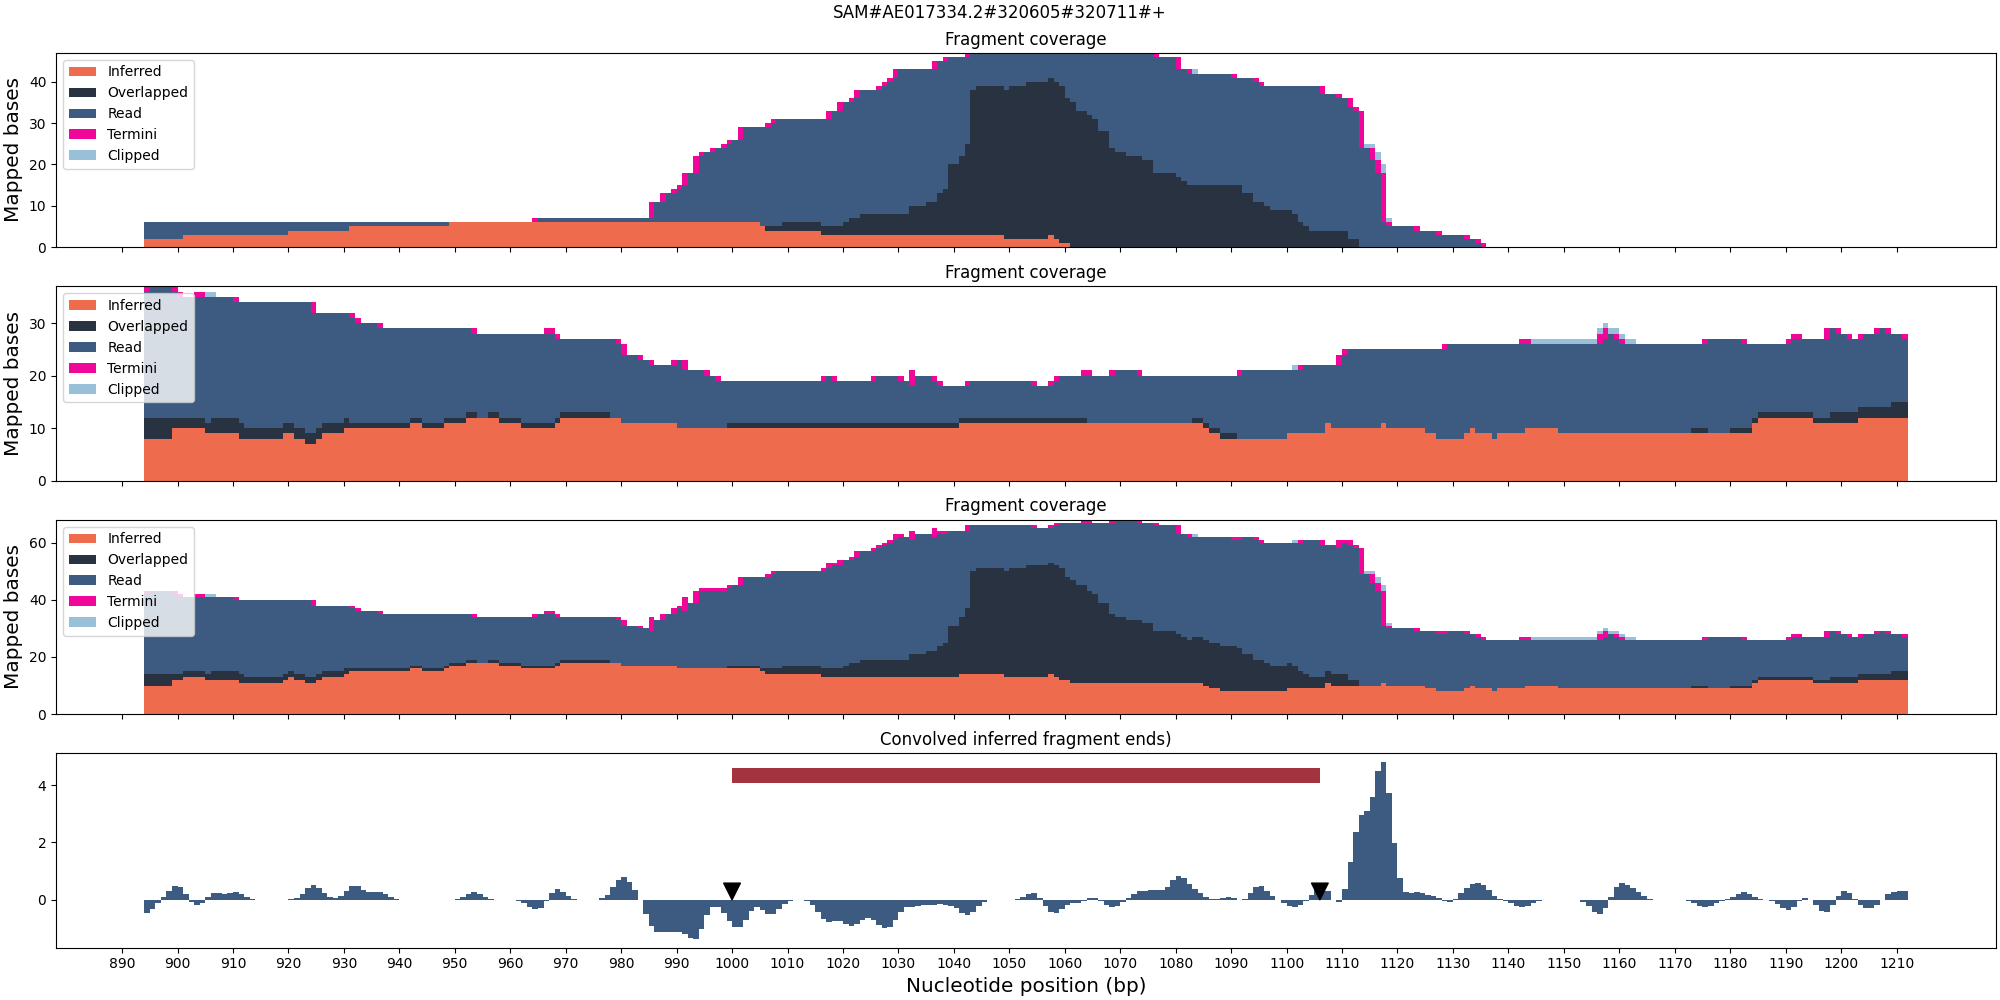 SAM#AE017334.2#320605#320711#+
Fragment coverage
Mapped bases
40
30
20
10
0
Inferred
Overlapped
Read
Termini
Clipped
Fragment coverage
Mapped bases
30
20
10
0
Inferred
Overlapped
Read
Termini
Clipped
Fragment coverage
Mapped bases
60
40
20
0
Inferred
Overlapped
Read
Termini
Clipped
Convolved inferred fragment ends)
4
2
0
890 900 910 920 930 940 950 960 970 980 990 1000 1010 1020 1030 1040 1050 1060 1070 1080 1090 1100 1110 1120 1130 1140 1150 1160 1170 1180 1190 1200 1210
Nucleotide position (bp)